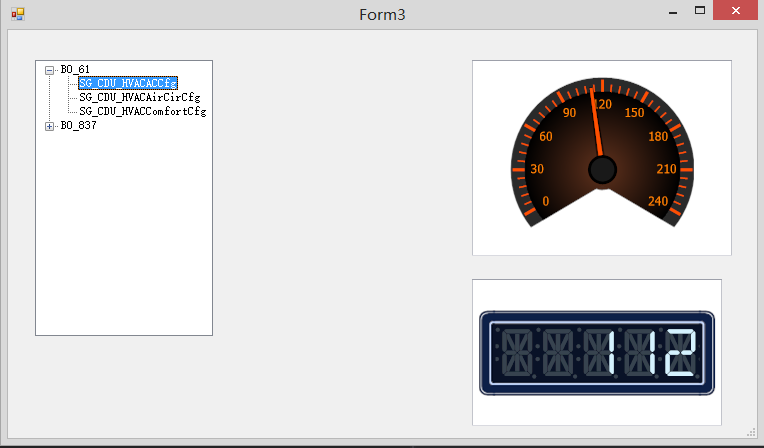 Form3
BO_61
SG_CDU_HVACACCfg
SG_CDU_HVACAirCirCfg
SG_CDU_HVACComfortCfg
BO_837
0
30
60
90
120
150
180
210
240
112